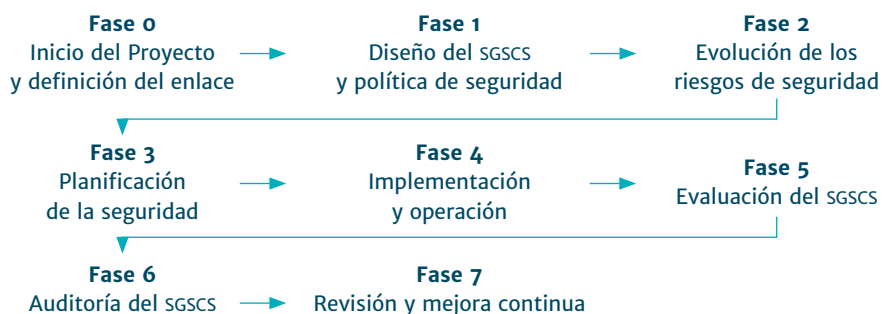 Fase 0
Inicio del Proyecto
y definición del enlace
Fase 1
Diseño del SGSCS
y política de seguridad
Fase 2
Evolución de los
riesgos de seguridad
Fase 3
Planificación
de la seguridad
Fase 4
Implementación
y operación
Fase 5
Evaluación del SGSCS
Fase 6
Auditoría del SGSCS
Fase 7
Revisión y mejora continua